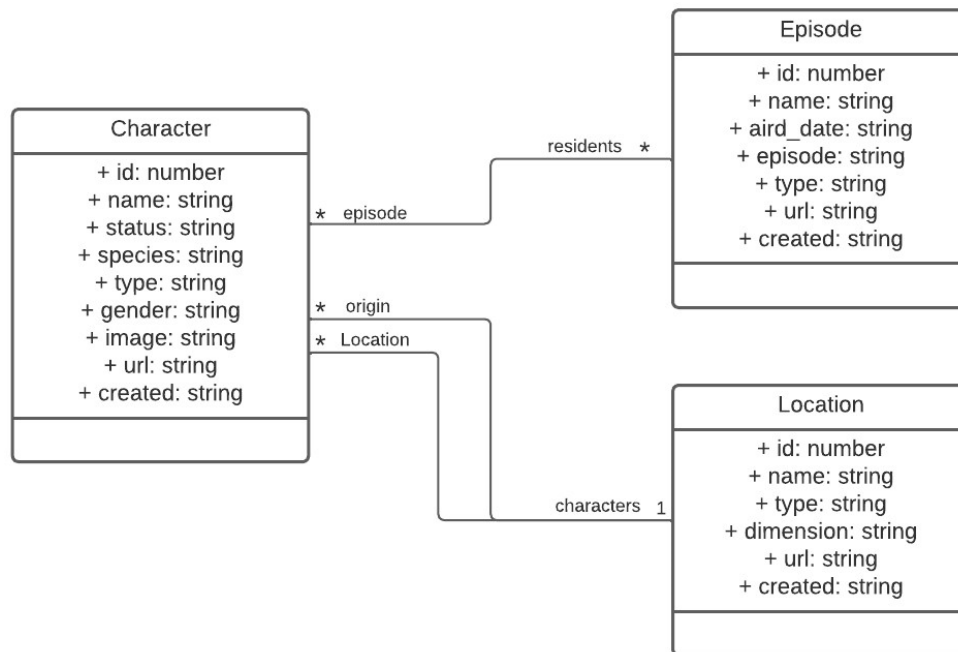 Character
+ id: number
+ name: string
+ status: string
+ species: string
+ type: string
+ gender: string
+ image: string
+ url: string
+ created: string
* episode
* origin
* Location
residents *
characters 1
Episode
+ id: number
+ name: string
+ aird_date: string
+ episode: string
+ type: string
+ url: string
+ created: string
Location
+ id: number
+ name: string
+ type: string
+ dimension: string
+ url: string
+ created: string